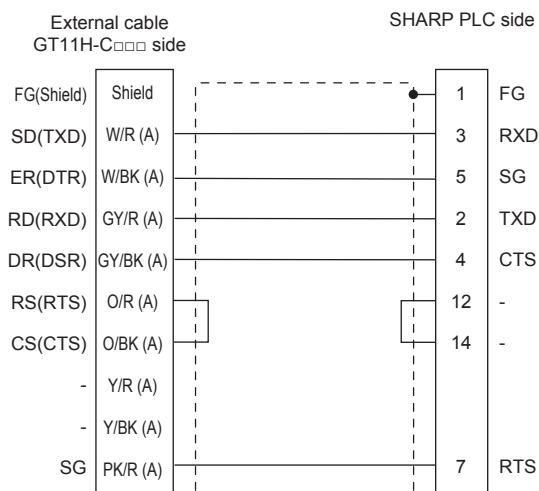 External cable
GT11H-C□□□ side
SHARP PLC side
FG(Shield) Shield 1 FG
SD(TXD) W/R (A) 3 RXD
ER(DTR) W/BK (A) 5 SG
RD(RXD) GY/R (A) 2 TXD
DR(DSR) GY/BK (A) 4 CTS
RS(RTS) O/R (A) 12 -
CS(CTS) O/BK (A) 14 -
- Y/R (A)
- Y/BK (A)
SG PK/R (A) 7 RTS